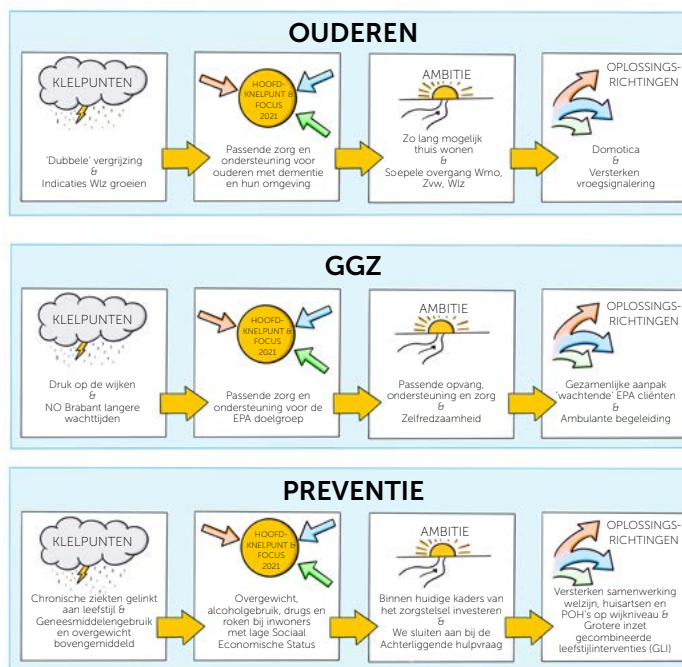 OUDEREN
KLELPUNTEN
'Dubbele' vergrijzing
&
Indicaties Wlz groeien
HOOFD-
KNELPUNT &
FOCUS
2021
Passende zorg en
ondersteuning voor
ouderen met dementie
en hun omgeving
AMBITIE
Zo lang mogelijk
thuis wonen
&
Soepele overgang Wmo,
Zvw, Wlz
OPLOSSINGS-
RICHTINGEN
Domotica
&
Versterken
vroegsignalering
GGZ
KLELPUNTEN
Druk op de wijken
&
NO Brabant langere
wachttijden
HOOFD-
KNELPUNT &
FOCUS
2021
Passende zorg en
ondersteuning voor de
EPA doelgroep
AMBITIE
Passende opvang,
ondersteuning en zorg
&
Zelfredzaamheid
OPLOSSINGS-
RICHTINGEN
Gezamenlijke aanpak
'wachtende' EPA cliënten
&
Ambulante begeleiding
PREVENTIE
KLELPUNTEN
Chronische ziekten gelinkt
aan leefstijl &
Geneesmiddelengebruik
en overgewicht
bovengemiddeld
HOOFD-
KNELPUNT &
FOCUS
2021
Overgewicht,
alcoholgebruik, drugs en
roken bij inwoners
met lage Sociaal
Economische Status
AMBITIE
Binnen huidige kaders van
het zorgstelsel investeren
&
We sluiten aan bij de
Achterliggende hulpvraag
OPLOSSINGS-
RICHTINGEN
Versterken samenwerking
welzijn, huisartsen en
POH's op wijkniveau &
Grotere inzet
gecombineerde
leefstijlinterventies (GLI)